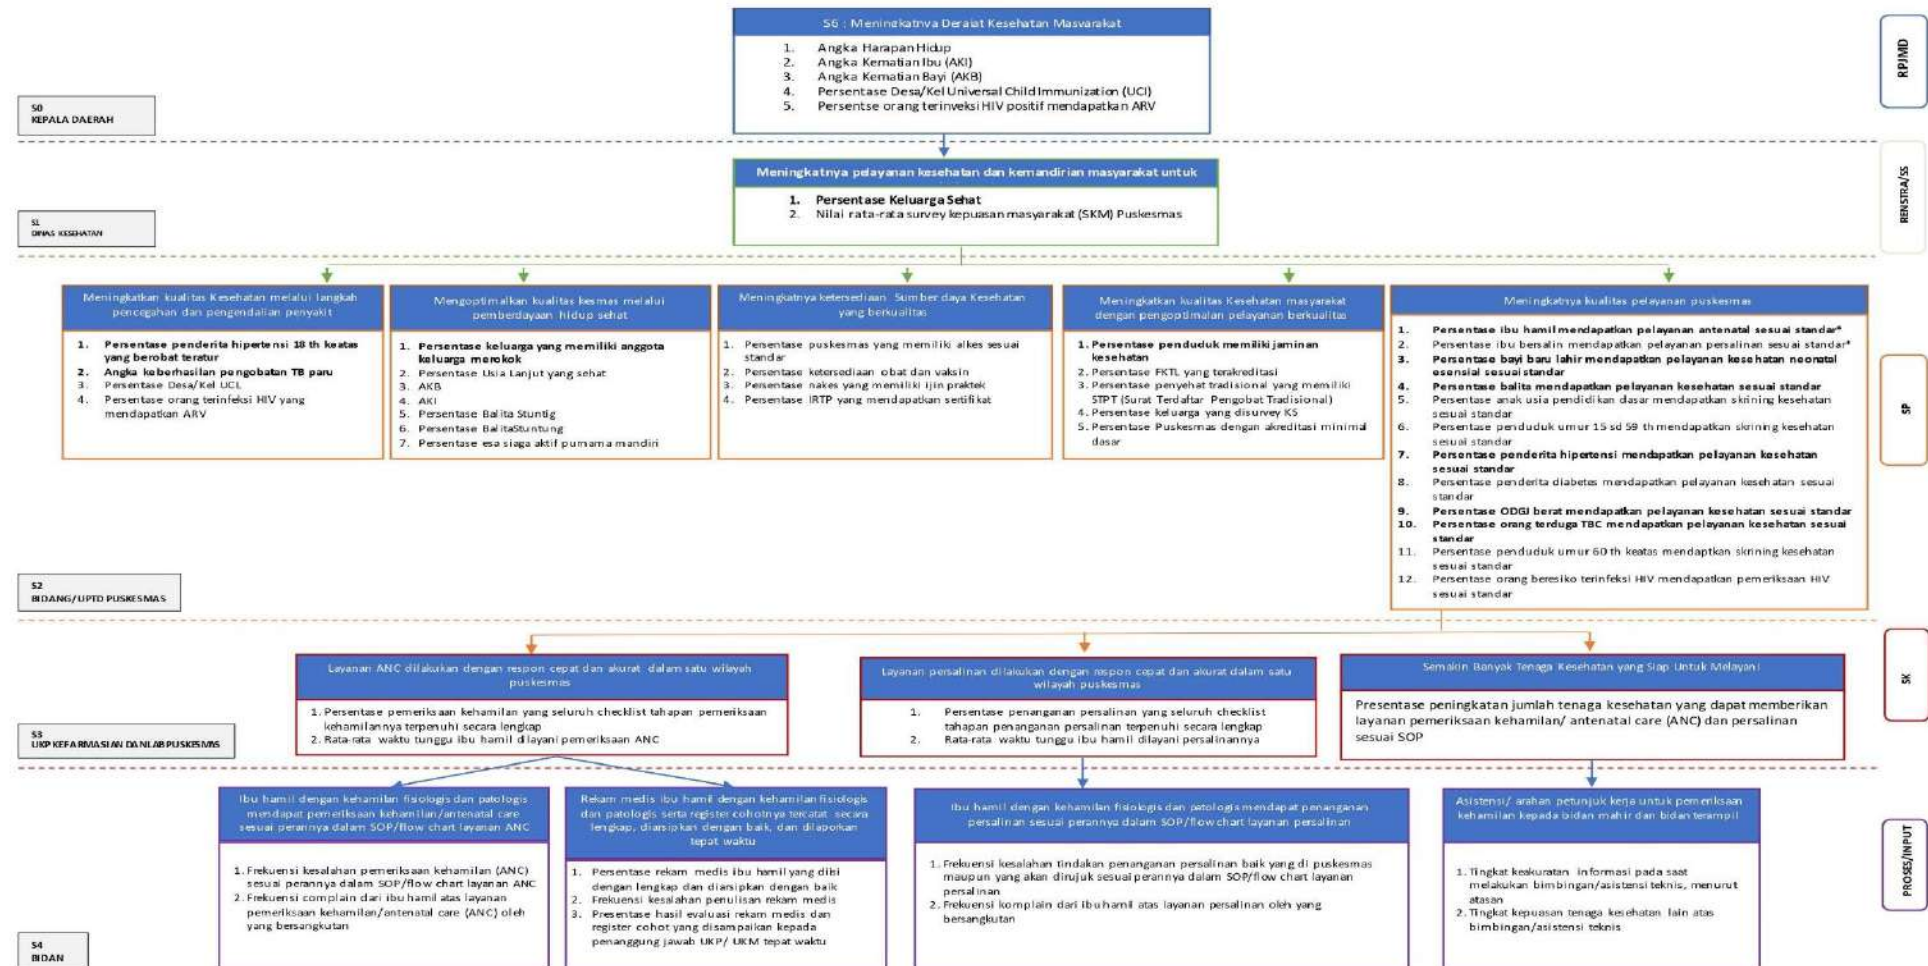 S6 : Meningkatnya Derajat Kesehatan Masyarakat
1. Angka Harapan Hidup
2. Angka Kematian Ibu (AKI)
3. Angka Kematian Bayi (AKB)
4. Persentase Desa/Kel Universal Child Immunization (UCI)
5. Persentse orang terinveksi HIV positif mendapatkan ARV
RPJMD
S0
KEPALA DAERAH
Meningkatnya pelayanan kesehatan dan kemandirian masyarakat untuk
1. Persentase Keluarga Sehat
2. Nilai rata-rata survey kepuasan masyarakat (SKM) Puskesmas
RENSTRA/SS
S1
DINAS KESEHATAN
Meningkatkan kualitas Kesehatan melalui langkah
pencegahan dan pengendalian penyakit
1. Persentase penderita hipertensi 18 th keatas
yang berobat teratur
2. Angka keberhasilan pengobatan TB paru
3. Persentase Desa/Kel UCL
4. Persentase orang terinfeksi HIV yang
mendapatkan ARV
Mengoptimalkan kualitas kesmas melalui
pemberdayaan hidup sehat
1. Persentase keluarga yang memiliki anggota
keluarga merokok
2. Persentase Usia Lanjut yang sehat
3. AKB
4. AKI
5. Persentase Balita Stuntig
6. Persentase BalitaStuntung
7. Persentase esa siaga aktif purnama mandiri
Meningkatnya ketersediaan Sumber daya Kesehatan
yang berkualitas
1. Persentase puskesmas yang memiliki alkes sesuai
standar
2. Persentase ketersediaan obat dan vaksin
3. Persentase nakes yang memiliki ijin praktek
4. Persentase IRTP yang mendapatkan sertifikat
Meningkatkan kualitas Kesehatan masyarakat
dengan pengoptimalan pelayanan berkualitas
1. Persentase penduduk memiliki jaminan
kesehatan
2. Persentase FKTL yang terakreditasi
3. Persentase penyehat tradisional yang memiliki
STPT (Surat Terdaftar Pengobat Tradisional)
4. Persentase keluarga yang disurvey KS
5. Persentase Puskesmas dengan akreditasi minimal
dasar
Meningkatnya kualitas pelayanan puskesmas
1. Persentase ibu hamil mendapatkan pelayanan antenatal sesuai standar*
2. Persentase ibu bersalin mendapatkan pelayanan persalinan sesuai standar*
3. Persentase bayi baru lahir mendapatkan pelayanan kesehatan neonatal
esensial sesuai standar
4. Persentase balita mendapatkan pelayanan kesehatan sesuai standar
5. Persentase anak usia pendidikan dasar mendapatkan skrining kesehatan
sesuai standar
6. Persentase penduduk umur 15 sd 59 th mendapatkan skrining kesehatan
sesuai standar
7. Persentase penderita hipertensi mendapatkan pelayanan kesehatan
sesuai standar
8. Persentase penderita diabetes mendapatkan pelayanan kesehatan sesuai
standar
9. Persentase ODGJ berat mendapatkan pelayanan kesehatan sesuai standar
10. Persentase orang terduga TBC mendapatkan pelayanan kesehatan sesuai
standar
11. Persentase penduduk umur 60 th keatas mendaptkan skrining kesehatan
sesuai standar
12. Persentase orang beresiko terinfeksi HIV mendapatkan pemeriksaan HIV
sesuai standar
SP
S2
BIDANG/UPTD PUSKESMAS
Layanan ANC dilakukan dengan respon cepat dan akurat dalam satu wilayah
puskesmas
1. Persentase pemeriksaan kehamilan yang seluruh checklist tahapan pemeriksaan
kehamilannya terpenuhi secara lengkap
2. Rata-rata waktu tunggu ibu hamil dilayani pemeriksaan ANC
Layanan persalinan dilakukan dengan respon cepat dan akurat dalam satu
wilayah puskesmas
1. Persentase penanganan persalinan yang seluruh checklist
tahapan penanganan persalinan terpenuhi secara lengkap
2. Rata-rata waktu tunggu ibu hamil dilayani persalinannya
Semakin Banyak Tenaga Kesehatan yang Siap Untuk Melayani
Presentase peningkatan jumlah tenaga kesehatan yang dapat memberikan
layanan pemeriksaan kehamilan/ antenatal care (ANC) dan persalinan
sesuai SOP
SK
S3
UKP KEFARMASIAN DAN LAB PUSKESMAS
Ibu hamil dengan kehamilan fisiologis dan patologis
mendapat pemeriksaan kehamilan/antenatal care
sesuai perannya dalam SOP/flow chart layanan ANC
1. Frekuensi kesalahan pemeriksaan kehamilan (ANC)
sesuai perannya dalam SOP/flow chart layanan ANC
2. Frekuensi complain dari ibu hamil atas layanan
pemeriksaan kehamilan/antenatal care (ANC) oleh
yang bersangkutan
Rekam medis ibu hamil dengan kehamilan fisiologis
dan patologis serta register cohotnya tercatat secara
lengkap, diarsipkan dengan baik, dan dilaporkan
tepat waktu
1. Persentase rekam medis ibu hamil yang diisi
dengan lengkap dan diarsipkan dengan baik
2. Frekuensi kesalahan penulisan rekam medis
3. Presentase hasil evaluasi rekam medis dan
register cohot yang disampaikan kepada
penanggung jawab UKP/ UKM tepat waktu
Ibu hamil dengan kehamilan fisiologis dan patologis mendapat penanganan
persalinan sesuai perannya dalam SOP/flow chart layanan persalinan
1. Frekuensi kesalahan tindakan penanganan persalinan baik yang di puskesmas
maupun yang akan dirujuk sesuai perannya dalam SOP/flow chart layanan
persalinan
2. Frekuensi komplain dari ibu hamil atas layanan persalinan oleh yang
bersangkutan
Asistensi/ arahan petunjuk kerja untuk pemeriksaan
kehamilan kepada bidan mahir dan bidan terampil
1. Tingkat keakuratan informasi pada saat
melakukan bimbingan/asistensi teknis, menurut
atasan
2. Tingkat kepuasan tenaga kesehatan lain atas
bimbingan/asistensi teknis
PROSES/INPUT
S4
BIDAN